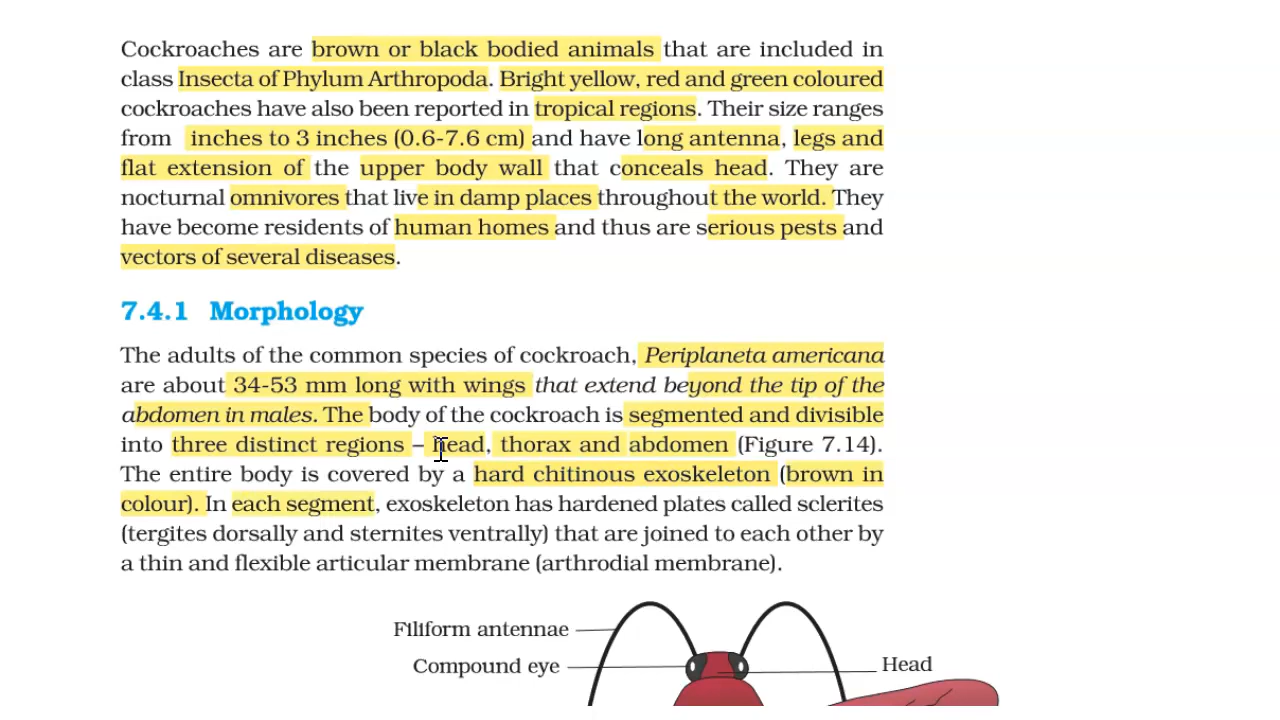 Cockroaches are brown or black bodied animals that are included in
class Insecta of Phylum Arthropoda. Bright yellow, red and green coloured
cockroaches have also been reported in tropical regions. Their size ranges
from inches to 3 inches (0.6-7.6 cm) and have long antenna, legs and
flat extension of the upper body wall that conceals head. They are
nocturnal omnivores that live in damp places throughout the world. They
have become residents of human homes and thus are serious pests and
vectors of several diseases.
7.4.1 Morphology
The adults of the common species of cockroach, Periplaneta americana
are about 34-53 mm long with wings that extend beyond the tip of the
abdomen in males. The body of the cockroach is segmented and divisible
into three distinct regions – head, thorax and abdomen (Figure 7.14).
The entire body is covered by a hard chitinous exoskeleton (brown in
colour). In each segment, exoskeleton has hardened plates called sclerites
(tergites dorsally and sternites ventrally) that are joined to each other by
a thin and flexible articular membrane (arthrodial membrane).
Filiform antennae
Compound eye
Head